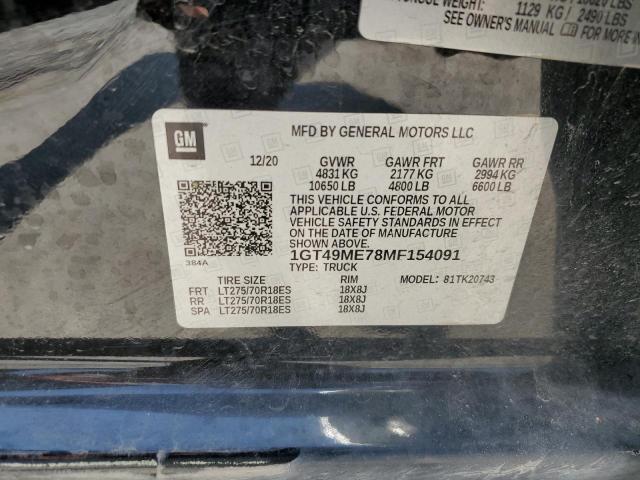 1129 KG / 2490 LBS
SEE OWNER'S MANUAL FOR MORE
GM
MFD BY GENERAL MOTORS LLC
12/20 GVWR GAWR FRT GAWR RR
4831 KG 2177 KG 2994 KG
10650 LB 4800 LB 6600 LB
THIS VEHICLE CONFORMS TO ALL
APPLICABLE U.S. FEDERAL MOTOR
VEHICLE SAFETY STANDARDS IN EFFECT
ON THE DATE OF MANUFACTURE
SHOWN ABOVE.
384A
1GT49ME78MF154091
TYPE: TRUCK MODEL: 81TK20743
TIRE SIZE RIM
FRT LT275/70R18ES 18X8J
RR LT275/70R18ES 18X8J
SPA LT275/70R18ES 18X8J